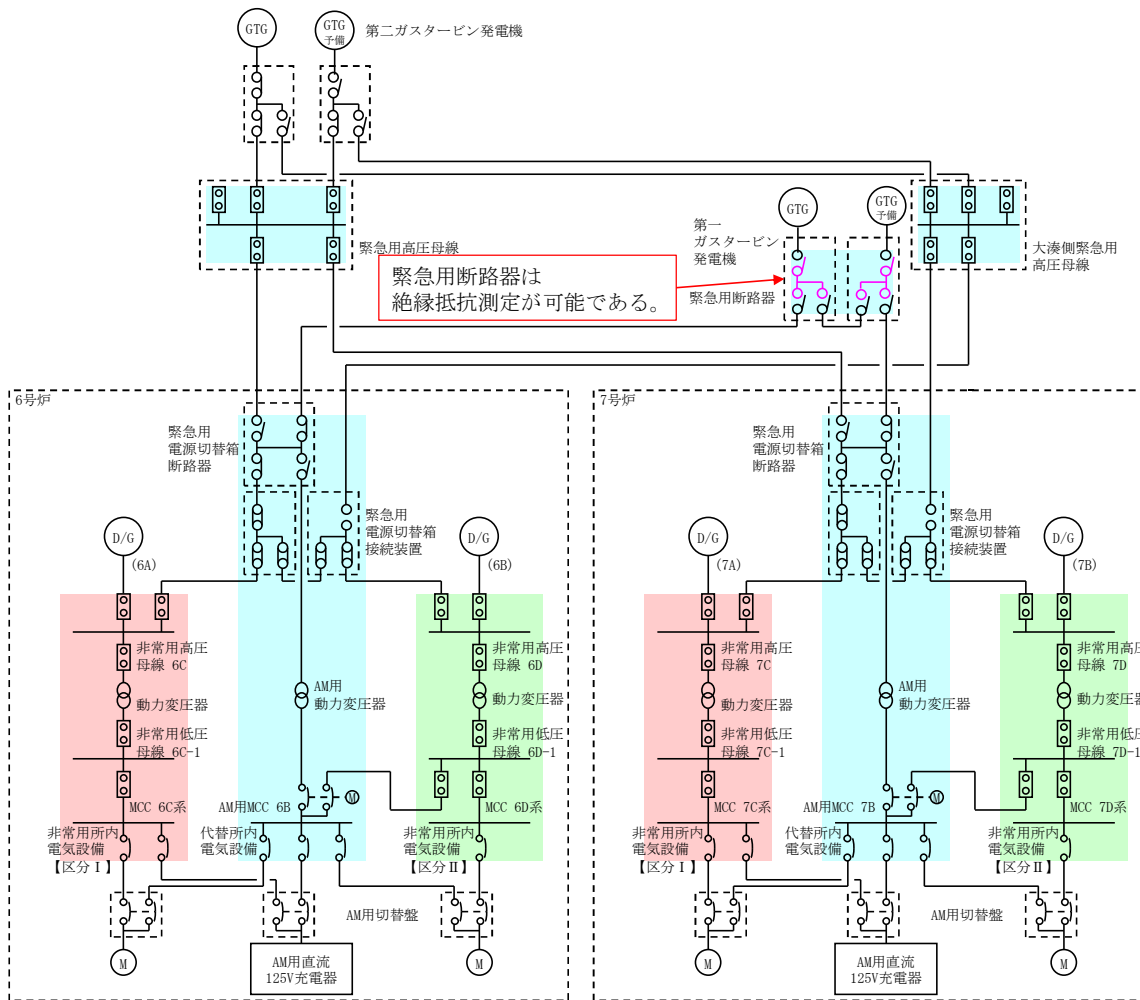 GTG
GTG
予備
第二ガスタービン発電機
緊急用高圧母線
第一
ガスタービン
発電機
GTG
GTG
予備
大湊側緊急用
高圧母線
緊急用断路器は
絶縁抵抗測定が可能である。
緊急用断路器
6号炉
緊急用
電源切替箱
断路器
緊急用
電源切替箱
接続装置
D/G
(6A)
D/G
(6B)
非常用高圧
母線 6C
動力変圧器
非常用低圧
母線 6C-1
MCC 6C系
AM用
動力変圧器
非常用高圧
母線 6D
動力変圧器
非常用低圧
母線 6D-1
MCC 6D系
AM用MCC 6B
M
非常用所内
電気設備
【区分Ⅰ】
代替所内
電気設備
非常用所内
電気設備
【区分Ⅱ】
AM用切替盤
M
AM用直流
125V充電器
M
7号炉
緊急用
電源切替箱
断路器
緊急用
電源切替箱
接続装置
D/G
(7A)
D/G
(7B)
非常用高圧
母線 7C
動力変圧器
非常用低圧
母線 7C-1
MCC 7C系
AM用
動力変圧器
非常用高圧
母線 7D
動力変圧器
非常用低圧
母線 7D-1
MCC 7D系
AM用MCC 7B
M
非常用所内
電気設備
【区分Ⅰ】
代替所内
電気設備
非常用所内
電気設備
【区分Ⅱ】
AM用切替盤
M
AM用直流
125V充電器
M